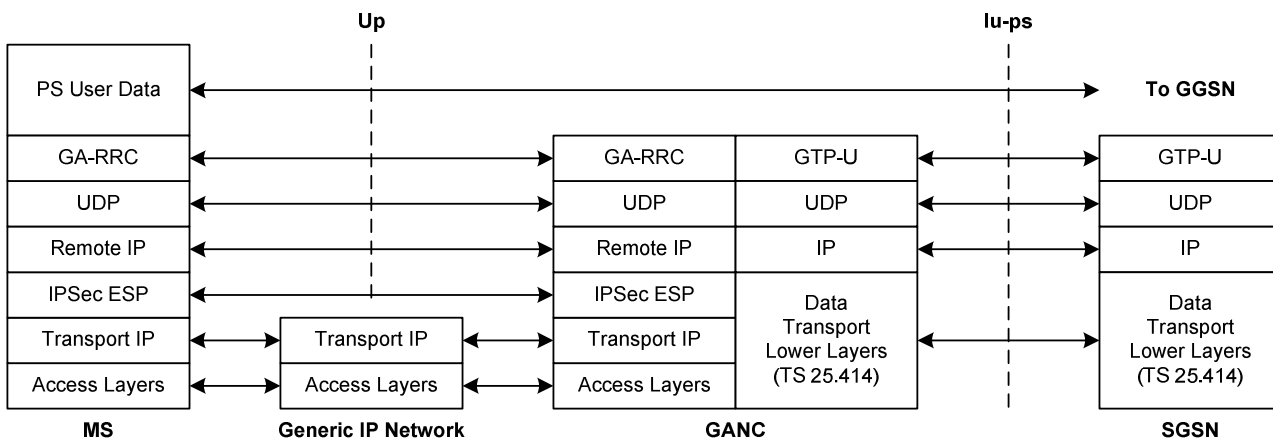 Up
Iu-ps
PS User Data
To GGSN
GA-RRC
GA-RRC
GTP-U
GTP-U
UDP
UDP
UDP
UDP
Remote IP
Remote IP
IP
IP
IPSec ESP
IPSec ESP
Data
Transport
Lower Layers
(TS 25.414)
Data
Transport
Lower Layers
(TS 25.414)
Transport IP
Transport IP
Transport IP
Access Layers
Access Layers
Access Layers
MS
Generic IP Network
GANC
SGSN